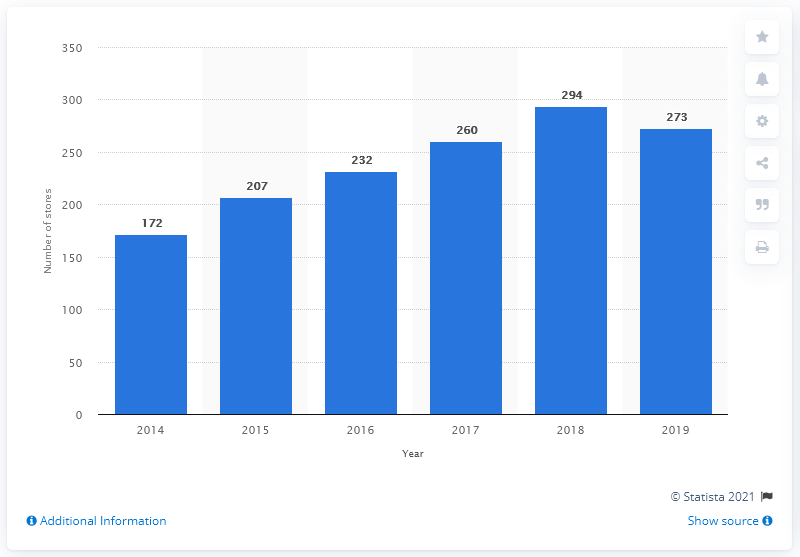 350
300
250
200
150
100
50
0
Number of stores
172
207
232
260
294
273
2014 2015 2016 2017 2018 2019
Year
© Statista 2021
Additional Information
Show source